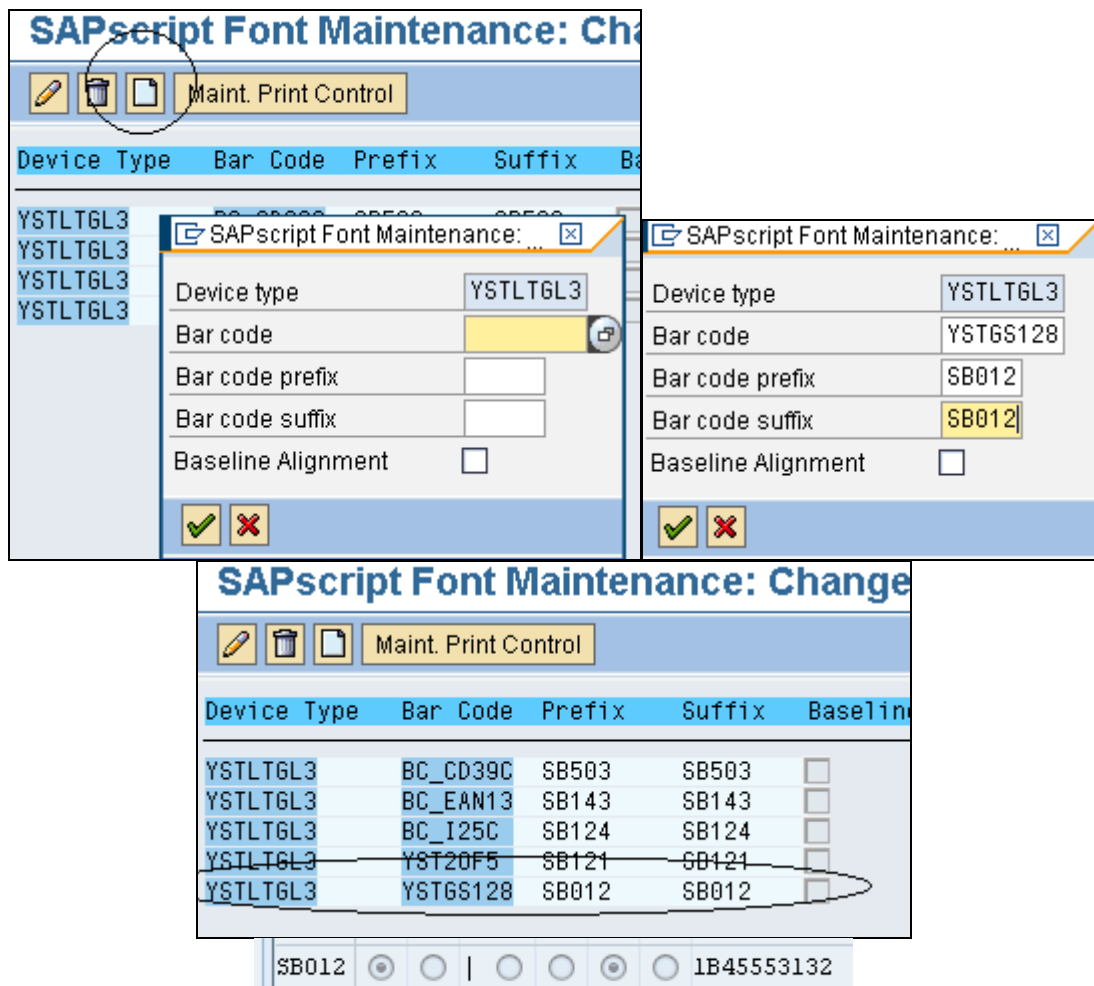 SAPscript Font Maintenance: Cha
Maint. Print Control
Device Type Bar Code Prefix Suffix Ba
YSTLTGL3
YSTLTGL3
YSTLTGL3
YSTLTGL3
SAPscript Font Maintenance: ...
Device type YSTLTGL3
Bar code
Bar code prefix
Bar code suffix
Baseline Alignment
SAPscript Font Maintenance: ...
Device type YSTLTGL3
Bar code YSTGS128
Bar code prefix SB012
Bar code suffix SB012
Baseline Alignment
SAPscript Font Maintenance: Change
Maint. Print Control
Device Type Bar Code Prefix Suffix Baseline
YSTLTGL3 BC_CD39C SB503 SB503
YSTLTGL3 BC_EAN13 SB143 SB143
YSTLTGL3 BC_I25C SB124 SB124
YSTLTGL3 YST2OF5 SB121 SB121
YSTLTGL3 YSTGS128 SB012 SB012
SB012 | 1B45553132